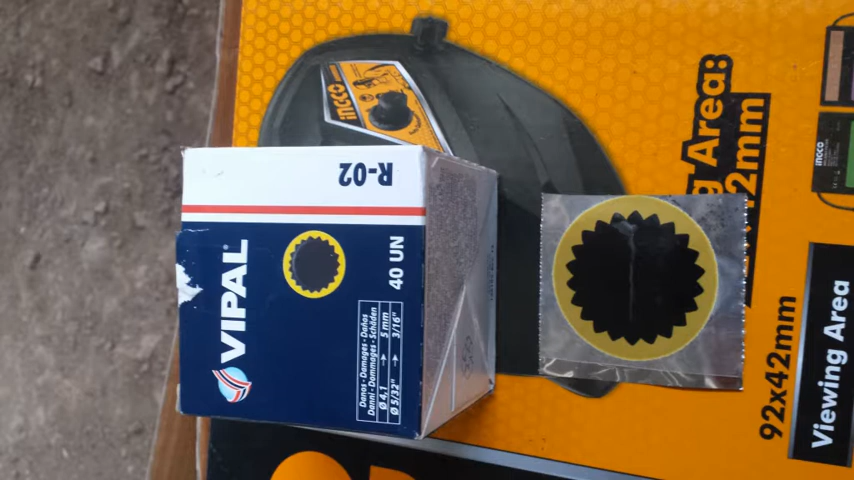 R-02
VIPAL®
40 UN
Danos - Damages - Daños
Danni - Dommages - Schäden
Ø 4,1 → 5 mm
Ø 5/32" → 3/16"
INGCO
g Area:
2mm
92x42mm
Viewing Area
INGCO